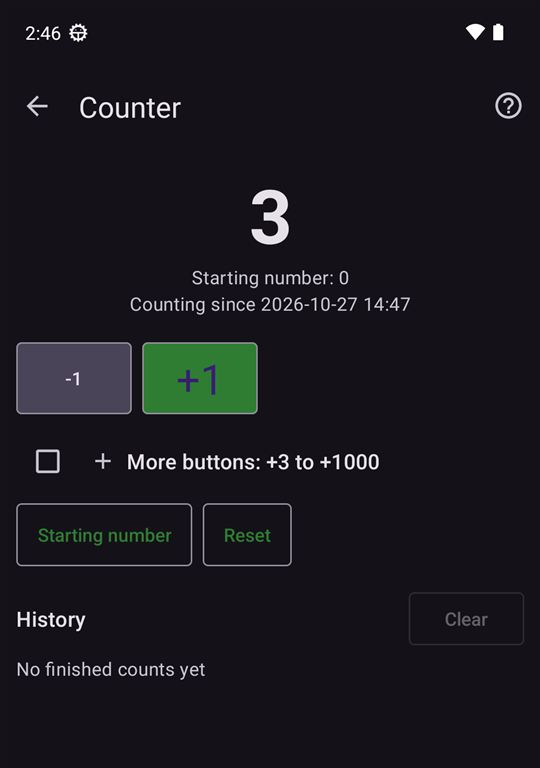 2:46
Counter
3
Starting number: 0
Counting since 2026-10-27 14:47
-1
+1
+ More buttons: +3 to +1000
Starting number
Reset
History
Clear
No finished counts yet